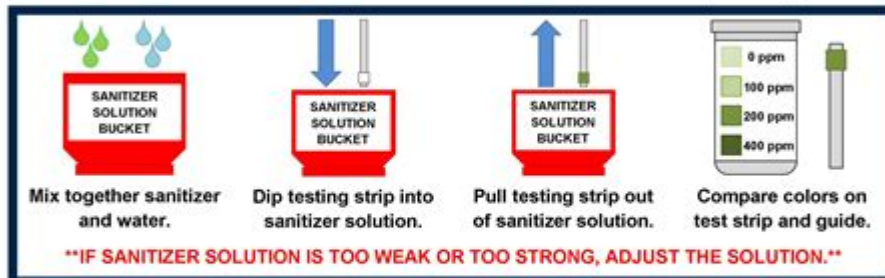 SANITIZER
SOLUTION
BUCKET
Mix together sanitizer
and water.
SANITIZER
SOLUTION
BUCKET
Dip testing strip into
sanitizer solution.
SANITIZER
SOLUTION
BUCKET
Pull testing strip out
of sanitizer solution.
0 ppm
100 ppm
200 ppm
400 ppm
Compare colors on
test strip and guide.
**IF SANITIZER SOLUTION IS TOO WEAK OR TOO STRONG, ADJUST THE SOLUTION.**